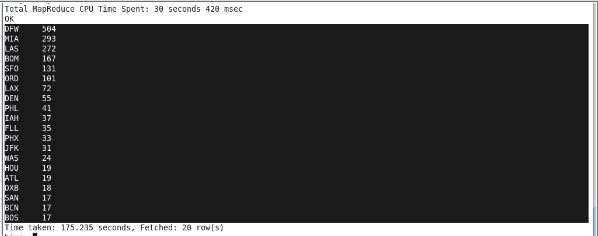 Total MapReduce CPU Time Spent: 30 seconds 420 msec
OK
DFW 504
MIA 293
LAS 272
BOM 167
SFO 131
ORD 101
LAX 72
DEN 55
PHL 41
IAH 37
FLL 35
PHX 33
JFK 31
WAS 24
HOU 19
ATL 19
DXB 18
SAN 17
BCN 17
BOS 17
Time taken: 175.235 seconds, Fetched: 20 row(s)